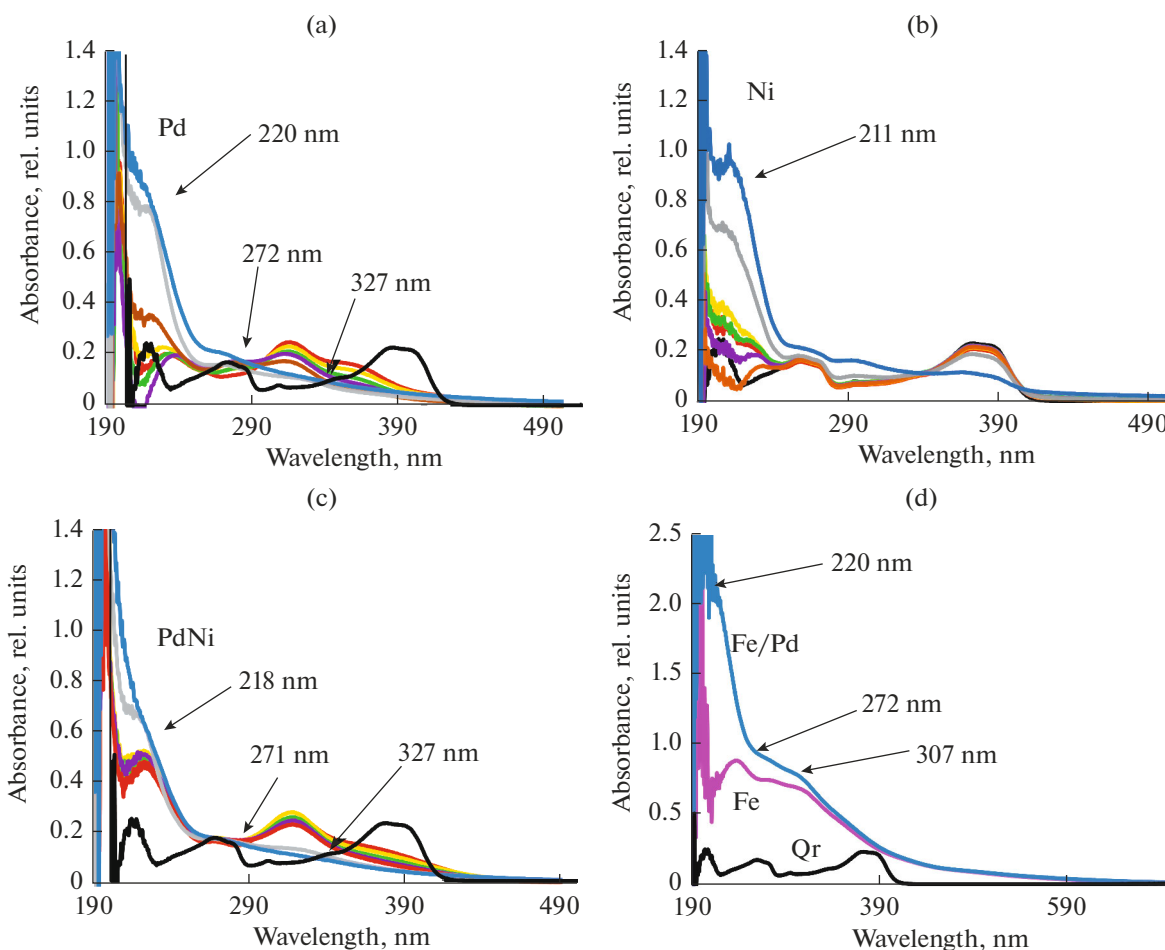 (a)
1.4
1.2
1.0
0.8
0.6
0.4
0.2
0
Absorbance, rel. units
Pd
220 nm
272 nm
327 nm
190
290
390
490
Wavelength, nm
(b)
1.4
1.2
1.0
0.8
0.6
0.4
0.2
0
Absorbance, rel. units
Ni
211 nm
190
290
390
490
Wavelength, nm
(c)
1.4
1.2
1.0
0.8
0.6
0.4
0.2
0
Absorbance, rel. units
PdNi
218 nm
271 nm
327 nm
190
290
390
490
Wavelength, nm
(d)
2.5
2.0
1.5
1.0
0.5
0
Absorbance, rel. units
220 nm
Fe/Pd
272 nm
307 nm
Fe
Qr
190
390
590
Wavelength, nm